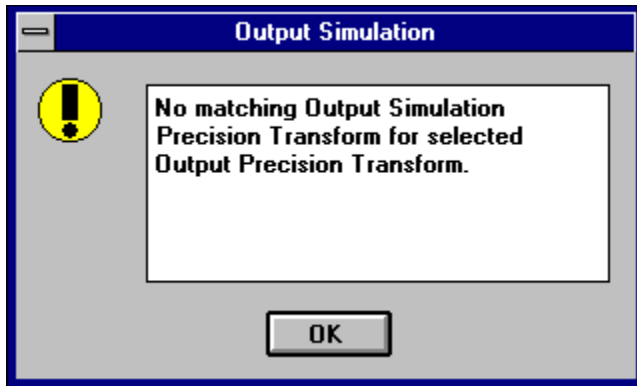 Output Simulation
No matching Output Simulation
Precision Transform for selected
Output Precision Transform.
OK